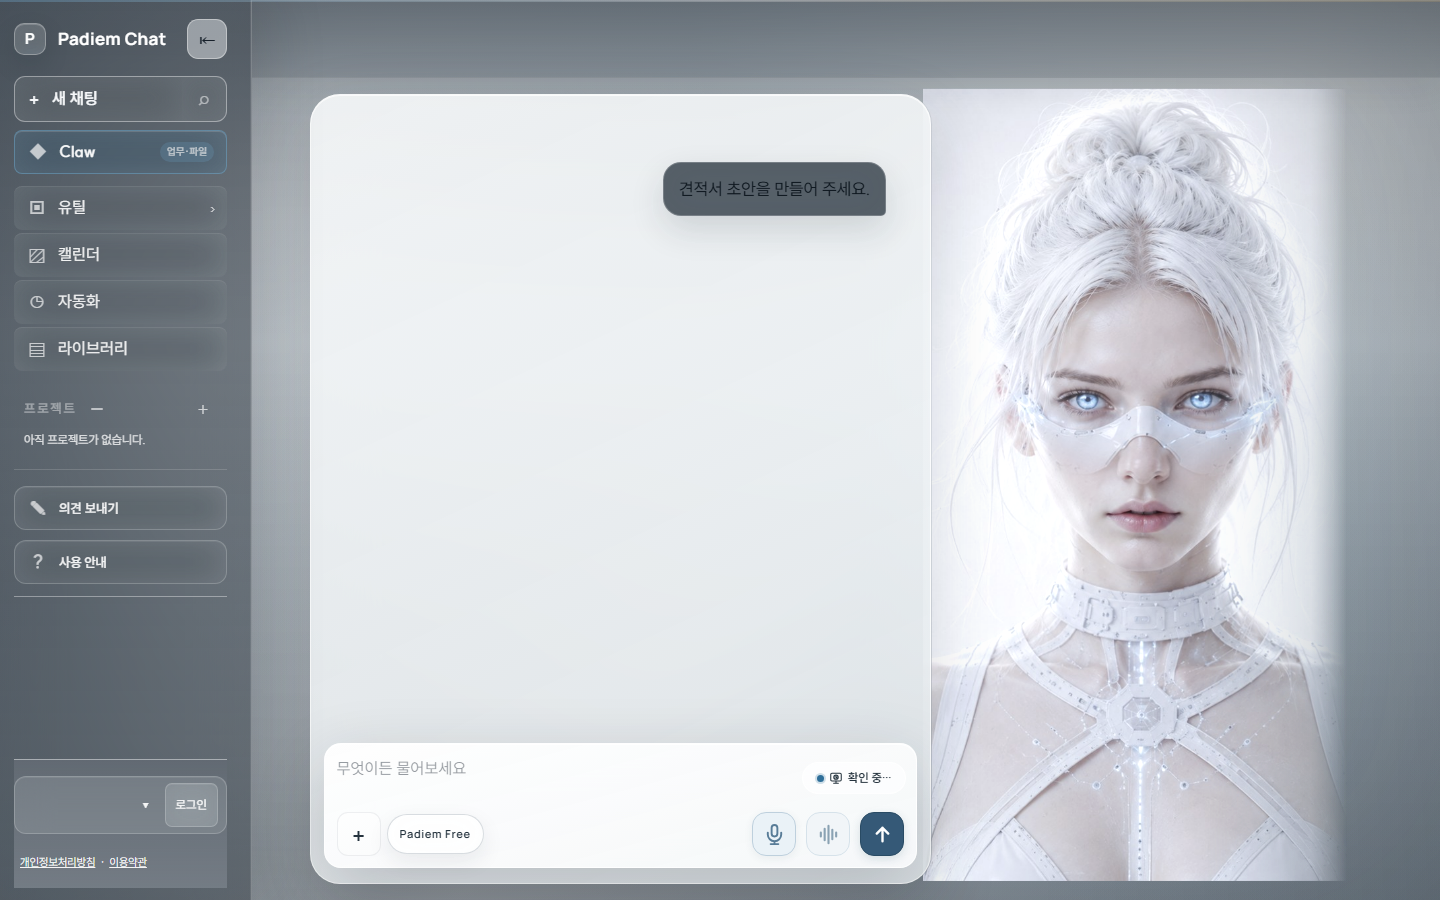 P Padiem Chat
+ 새 채팅
Claw 업무·파일
유틸
캘린더
자동화
라이브러리
프로젝트 — +
아직 프로젝트가 없습니다.
의견 보내기
? 사용 안내
로그인
개인정보처리방침 · 이용약관
견적서 초안을 만들어 주세요.
무엇이든 물어보세요
확인 중...
+ Padiem Free